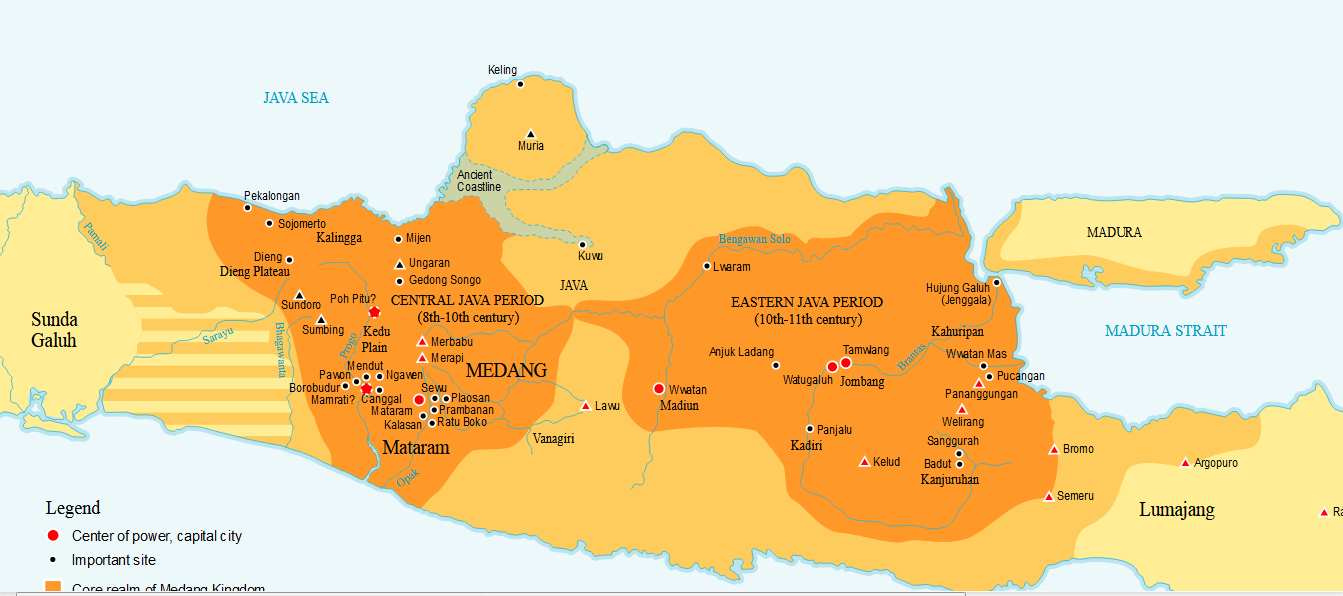 Keling
JAVA SEA
Muria
Ancient
Coastline
Pekalongan
Sojomerto
Kalingga
Mijen
Pamali
Kuwu
Bengawan Solo
Lwaram
MADURA
Dieng
Dieng Plateau
Ungaran
Gedong Songo
JAVA
Hujung Galuh
(Jenggala)
Sundoro
Poh Pitu?
CENTRAL JAVA PERIOD
(8th-10th century)
EASTERN JAVA PERIOD
(10th-11th century)
Sunda
Galuh
Sumbing
Kedu
Plain
Kahuripan
MADURA STRAIT
Sarayu
Bhagawanta
Progo
Merbabu
Merapi
MEDANG
Anjuk Ladang
Tamwlang
Brantas
Wwatan Mas
Mendut
Pawon
Ngawen
Watugaluh
Jombang
Pucangan
Borobudur
Mamrati?
Canggal
Sewu
Plaosan
Wwatan
Madiun
Pananggungan
Mataram
Prambanan
Lawu
Kalasan
Ratu Boko
Welirang
Vanagiri
Panjalu
Kadiri
Sanggurah
Mataram
Bromo
Kelud
Badut
Argopuro
Opak
Kanjuruhan
Semeru
Lumajang
Ra
Legend
Center of power, capital city
Important site
Core realm of Medang Kingdom